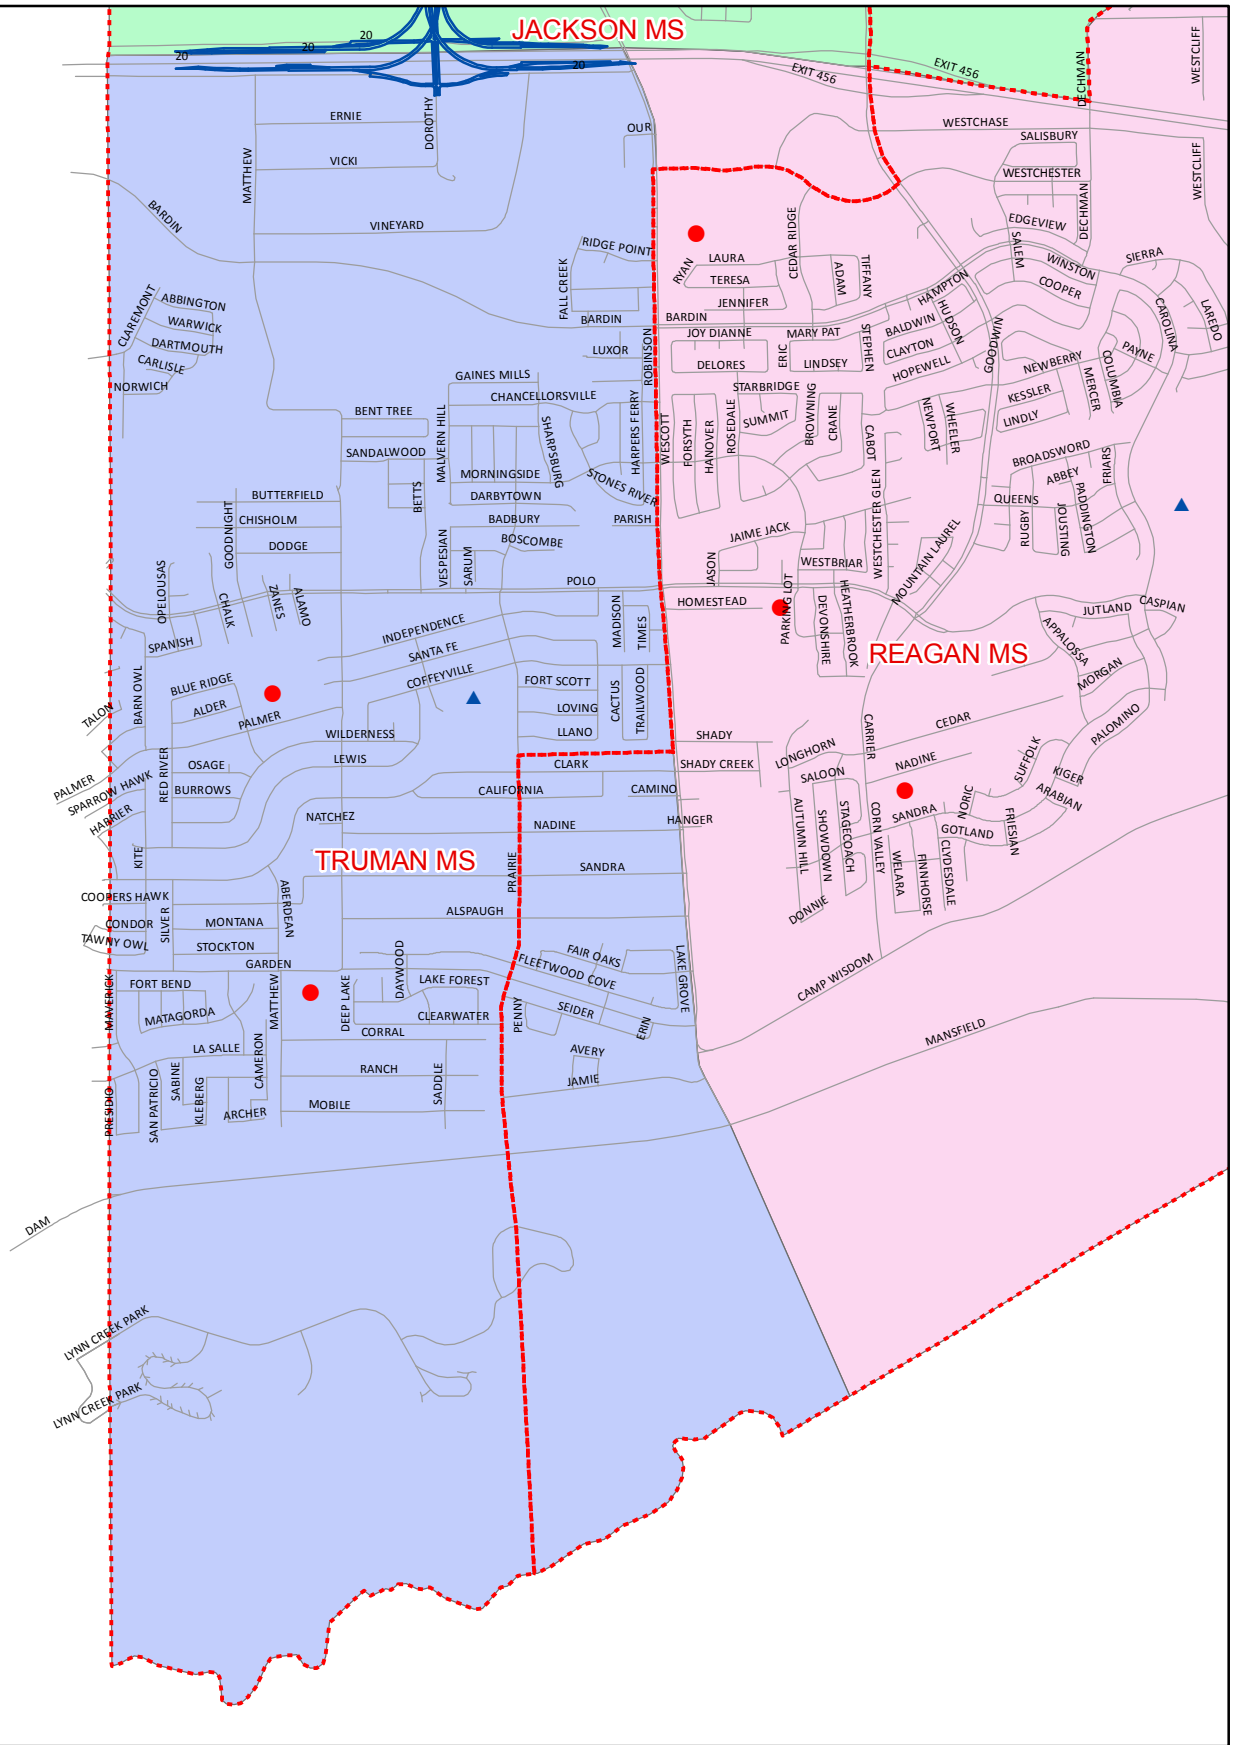 JACKSON MS
20
20
20
20
EXIT 456
EXIT 456
DECHMAN
WESTCLIFF
ERNIE
DOROTHY
OUR
WESTCHASE
SALISBURY
VICKI
MATTHEW
WESTCHESTER
WESTCLIFF
BARDIN
VINEYARD
RIDGE POINT
CEDAR RIDGE
EDGEVIEW
DECHMAN
SALEM
RYAN
LAURA
TERESA
JENNIFER
ADAM
TIFFANY
WINSTON
COOPER
SIERRA
FALL CREEK
CLAREMONT
ABBINGTON
WARWICK
DARTMOUTH
CARLISLE
NORWICH
BARDIN
BARDIN
HAMPTON
HUDSON
BALDWIN
CLAYTON
HOPEWELL
GOODWIN
CAROLINA
LAREDO
LUXOR
ROBINSON
JOY DIANNE
MARY PAT
STEPHEN
DELORES
ERIC
LINDSEY
NEWBERRY
COLUMBIA
PAYNE
MERCER
KESSLER
LINDLY
GAINES MILLS
CHANCELLORSVILLE
STARBRIDGE
SUMMIT
BROWNING
CRANE
BENT TREE
MALVERN HILL
SHARPSBURG
HARPERS FERRY
WESCOTT
FORSYTH
HANOVER
ROSEDALE
CABOT
NEWPORT
WHEELER
SANDALWOOD
BROADSWORD
ABBEY
FRIARS
MORNINGSIDE
STONES RIVER
BUTTERFIELD
BETTS
DARBYTOWN
WESTCHESTER GLEN
QUEENS
RUGBY
JOUSTING
PADDINGTON
CHISHOLM
GOODNIGHT
BADBURY
PARISH
JAIME JACK
DODGE
VESPESIAN
SARUM
BOSCOMBE
MOUNTAIN LAUREL
OPELOUSAS
POLO
JASON
WESTBRIAR
CHALK
ZANES
ALAMO
HOMESTEAD
PARKING LOT
DEVONSHIRE
HEATHERBROOK
JUTLAND
CASPIAN
SPANISH
INDEPENDENCE
MADISON
TIMES
REAGAN MS
APPALOSSA
SANTA FE
COFFEYVILLE
MORGAN
BARN OWL
BLUE RIDGE
ALDER
PALMER
FORT SCOTT
CACTUS
TRAILWOOD
LOVING
LLANO
TALON
CARRIER
CEDAR
PALOMINO
WILDERNESS
SHADY
LEWIS
CLARK
SHADY CREEK
LONGHORN
SALOON
NADINE
SUFFOLK
KIGER
ARABIAN
OSAGE
RED RIVER
BURROWS
PALMER
SPARROW HAWK
HARRIER
CALIFORNIA
CAMINO
NORIC
SANDRA
GOTLAND
FRIESIAN
NATCHEZ
NADINE
HANGER
AUTUMN HILL
SHOWDOWN
STAGECOACH
CORN VALLEY
WELARA
FINNHORSE
CLYDESDALE
KITE
TRUMAN MS
PRAIRIE
SANDRA
COOPERS HAWK
ABERDEAN
DONNIE
CONDOR
SILVER
MONTANA
ALSPAUGH
TAWNY OWL
STOCKTON
GARDEN
DAYWOOD
FAIR OAKS
FLEETWOOD COVE
LAKE GROVE
CAMP WISDOM
MAVERICK
FORT BEND
MATAGORDA
MATTHEW
DEEP LAKE
LAKE FOREST
CLEARWATER
PENNY
SEIDER
ERIN
MANSFIELD
CORRAL
LA SALLE
CAMERON
AVERY
RANCH
JAMIE
SADDLE
PRESIDIO
SAN PATRICIO
SABINE
KLEBERG
ARCHER
MOBILE
DAM
LYNN CREEK PARK
LYNN CREEK PARK